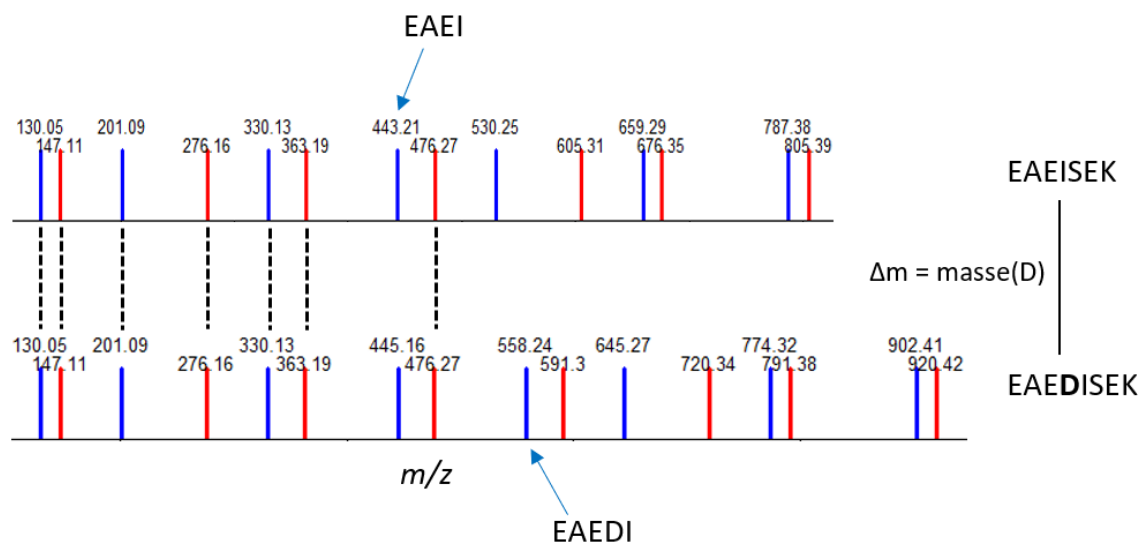 EAEI
130.05 201.09 330.13 443.21 530.25 659.29 787.38
147.11 276.16 363.19 476.27 605.31 676.35 805.39
EAEISEK
Δm = masse(D)
130.05 201.09 330.13 445.16 558.24 645.27 774.32 902.41
147.11 276.16 363.19 476.27 591.3 720.34 791.38 920.42
EAEDISEK
m/z
EAEDI